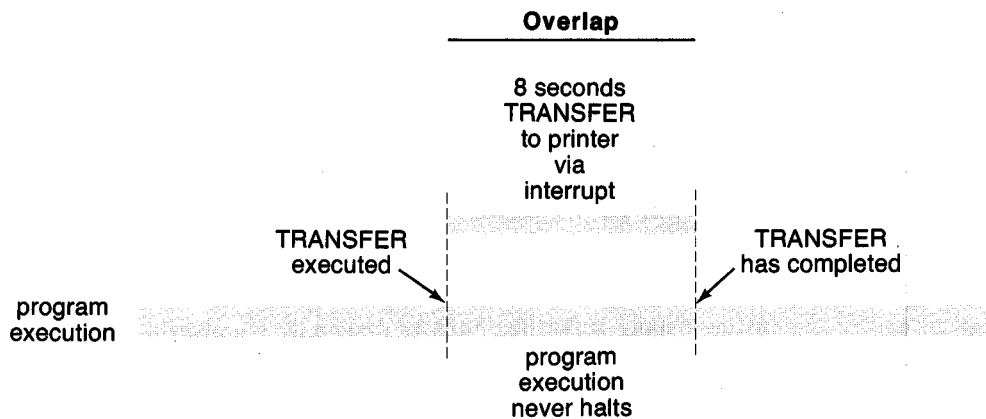 Overlap
8 seconds
TRANSFER
to printer
via
interrupt
TRANSFER
executed
TRANSFER
has completed
program
execution
program
execution
never halts